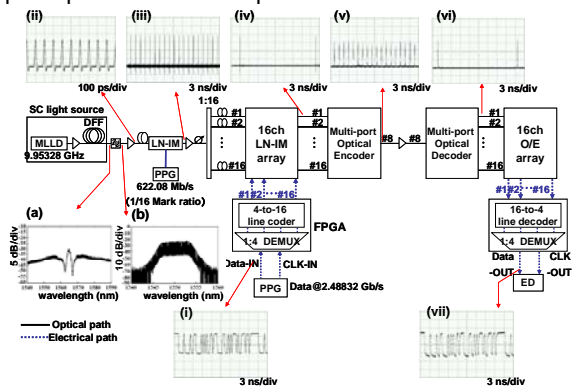 (ii)
(iii)
(iv)
(v)
(vi)
100 ps/div
3 ns/div
3 ns/div
3 ns/div
3 ns/div
SC light source
DFF
MLLD
9.95328 GHz
LN-IM
PPG
622.08 Mb/s
(1/16 Mark ratio)
1:16
#1
#2
#16
16ch
LN-IM
array
#1
#2
#16
Multi-port
Optical
Encoder
#8
#8
Multi-port
Optical
Decoder
#1
#2
#16
16ch
O/E
array
#1#2 #16
4-to-16
line coder
1:4 DEMUX
FPGA
Data-IN
CLK-IN
PPG
Data@2.48832 Gb/s
#1#2 #16
16-to-4
line decoder
1:4 DEMUX
Data
-OUT
CLK
-OUT
ED
(a)
(b)
5 dB/div
10 dB/div
wavelength (nm)
wavelength (nm)
Optical path
Electrical path
(i)
3 ns/div
(vii)
3 ns/div